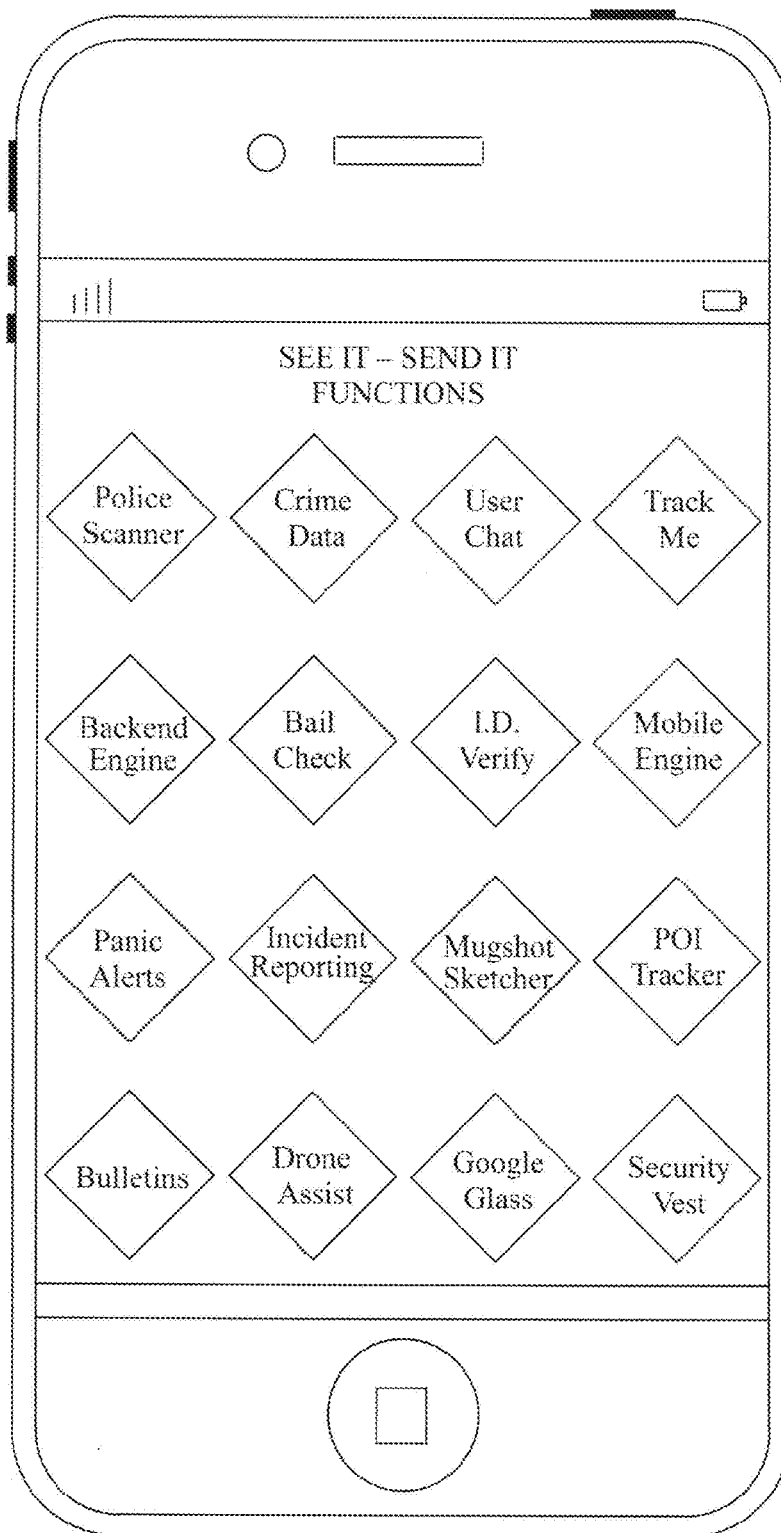 SEE IT – SEND IT
FUNCTIONS
Police
Scanner
Crime
Data
User
Chat
Track
Me
Backend
Engine
Bail
Check
I.D.
Verify
Mobile
Engine
Panic
Alerts
Incident
Reporting
Mugshot
Sketcher
POI
Tracker
Bulletins
Drone
Assist
Google
Glass
Security
Vest